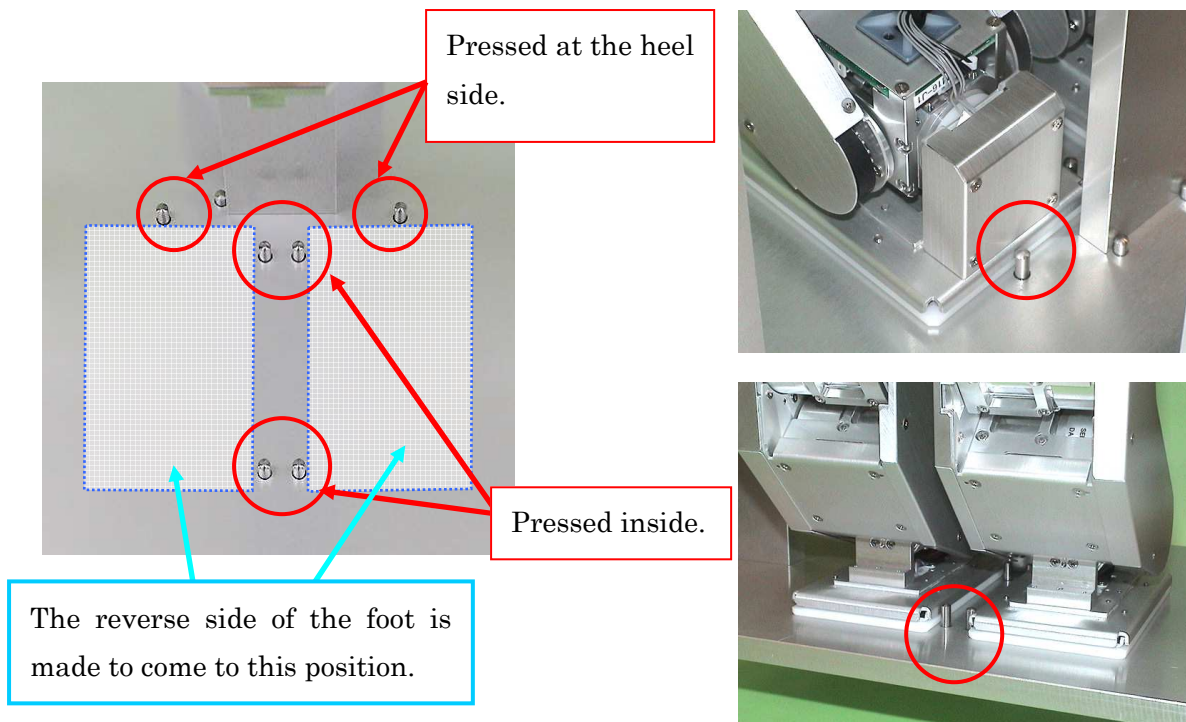 Pressed at the heel
side.
Pressed inside.
The reverse side of the foot is
made to come to this position.